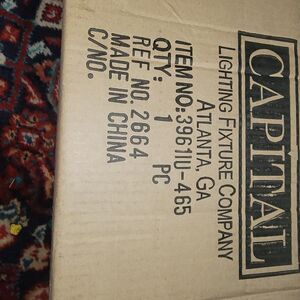 CAPITAL
LIGHTING FIXTURE COMPANY
ATLANTA, GA
ITEM NO.:3961IU-465
QTY: 1 PC
REF NO. 2664
MADE IN CHINA
C/NO.